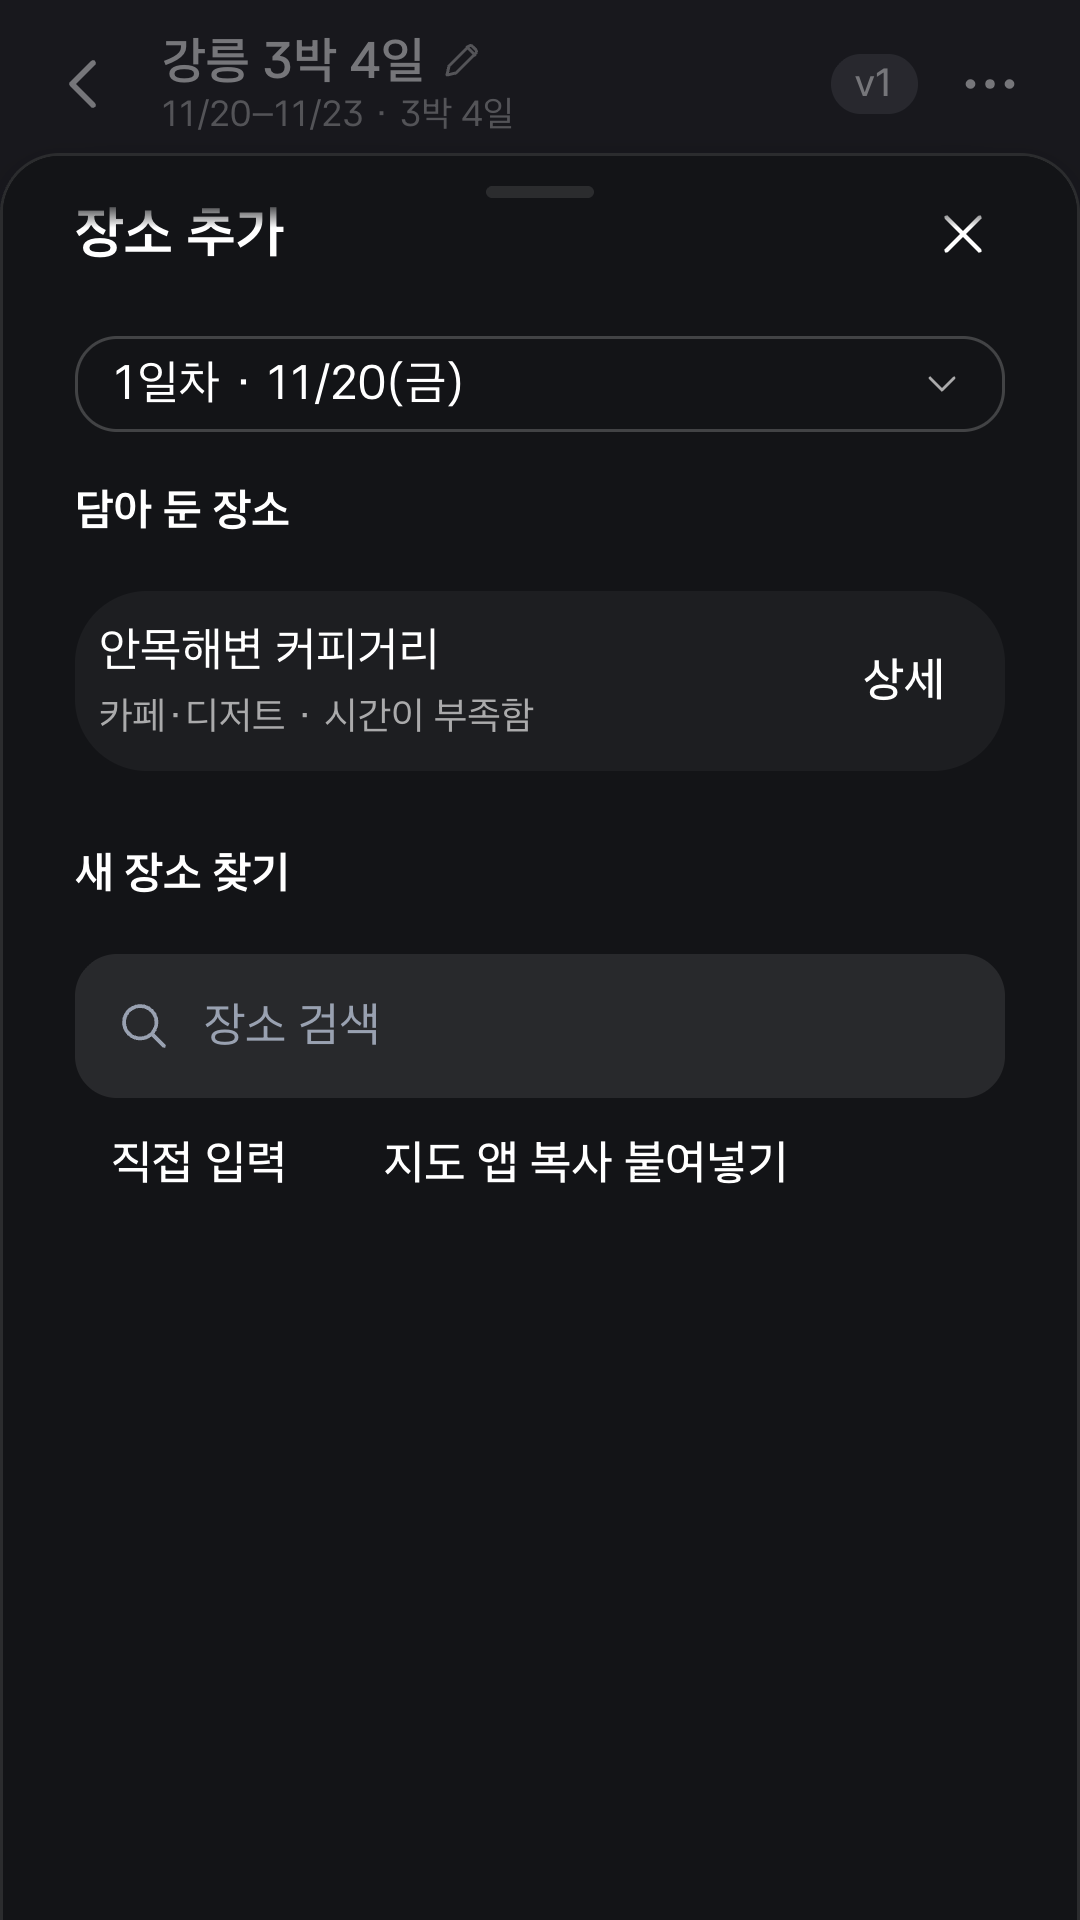 강릉 3박 4일
11/20–11/23 · 3박 4일
v1
장소 추가
1일차 · 11/20(금)
담아 둔 장소
안목해변 커피거리
카페·디저트 · 시간이 부족함
상세
새 장소 찾기
장소 검색
직접 입력
지도 앱 복사 붙여넣기